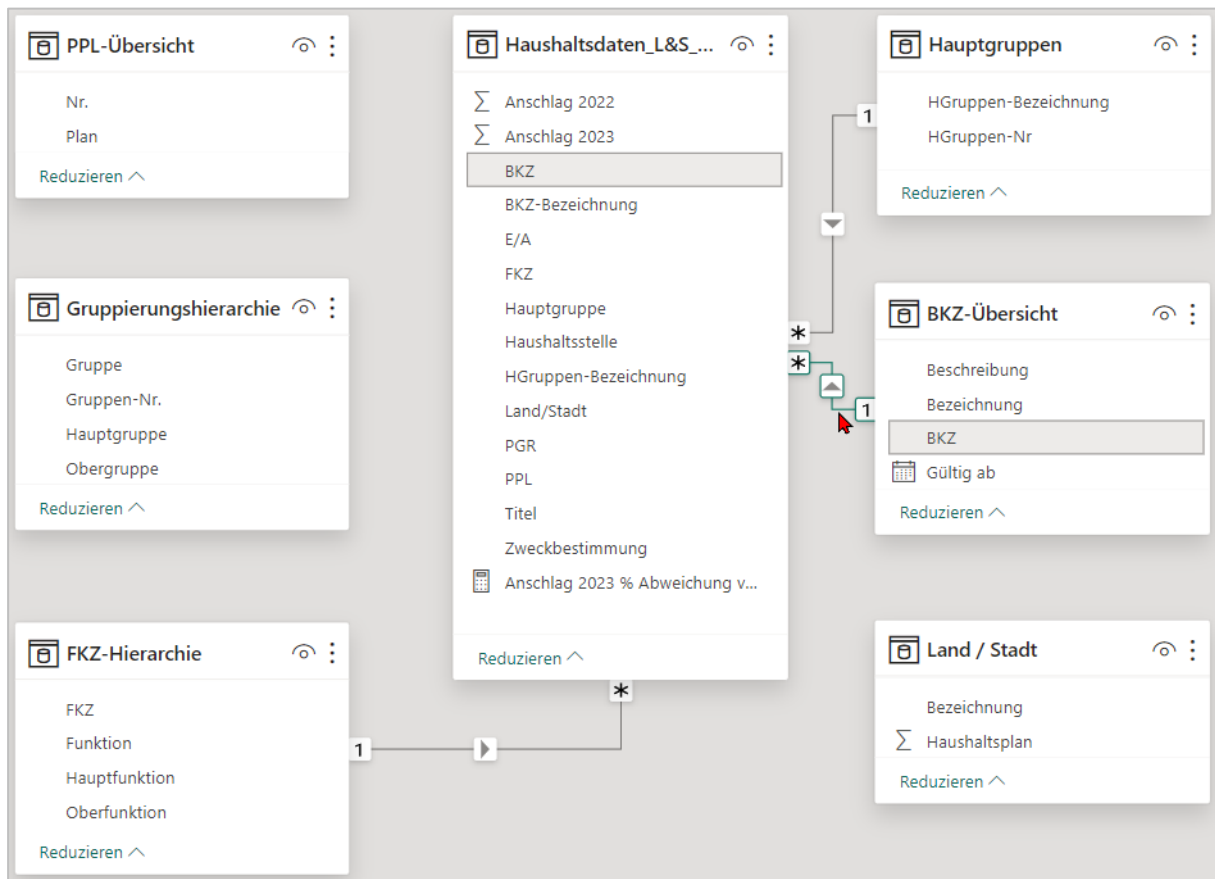 PPL-Übersicht
Nr.
Plan
Reduzieren
Gruppierungshierarchie
Gruppe
Gruppen-Nr.
Hauptgruppe
Obergruppe
Reduzieren
FKZ-Hierarchie
FKZ
Funktion
Hauptfunktion
Oberfunktion
Reduzieren
1
Haushaltsdaten_L&S_...
∑ Anschlag 2022
∑ Anschlag 2023
BKZ
BKZ-Bezeichnung
E/A
FKZ
Hauptgruppe
Haushaltsstelle
HGruppen-Bezeichnung
Land/Stadt
PGR
PPL
Titel
Zweckbestimmung
Anschlag 2023 % Abweichung v...
Reduzieren
*
*
*
1
1
Hauptgruppen
HGruppen-Bezeichnung
HGruppen-Nr
Reduzieren
BKZ-Übersicht
Beschreibung
Bezeichnung
BKZ
Gültig ab
Reduzieren
Land / Stadt
Bezeichnung
∑ Haushaltsplan
Reduzieren